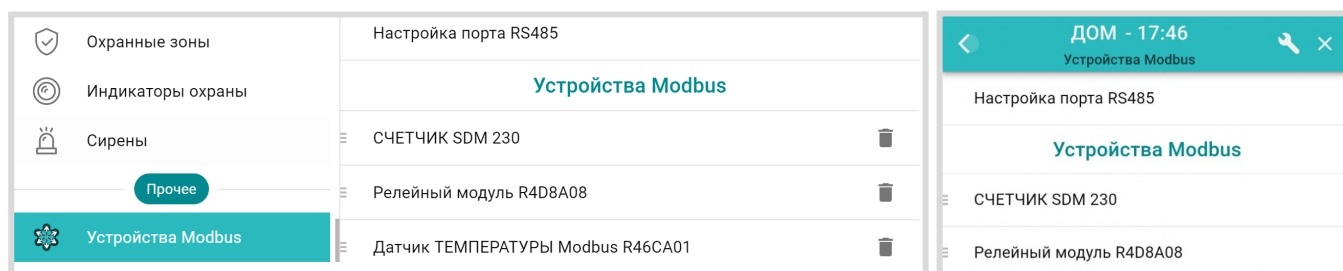 Охранные зоны
Индикаторы охраны
Сирены
Прочее
Устройства Modbus
Настройка порта RS485
Устройства Modbus
СЧЕТЧИК SDM 230
Релейный модуль R4D8A08
Датчик ТЕМПЕРАТУРЫ Modbus R46CA01
ДОМ - 17:46
Устройства Modbus
Настройка порта RS485
Устройства Modbus
СЧЕТЧИК SDM 230
Релейный модуль R4D8A08